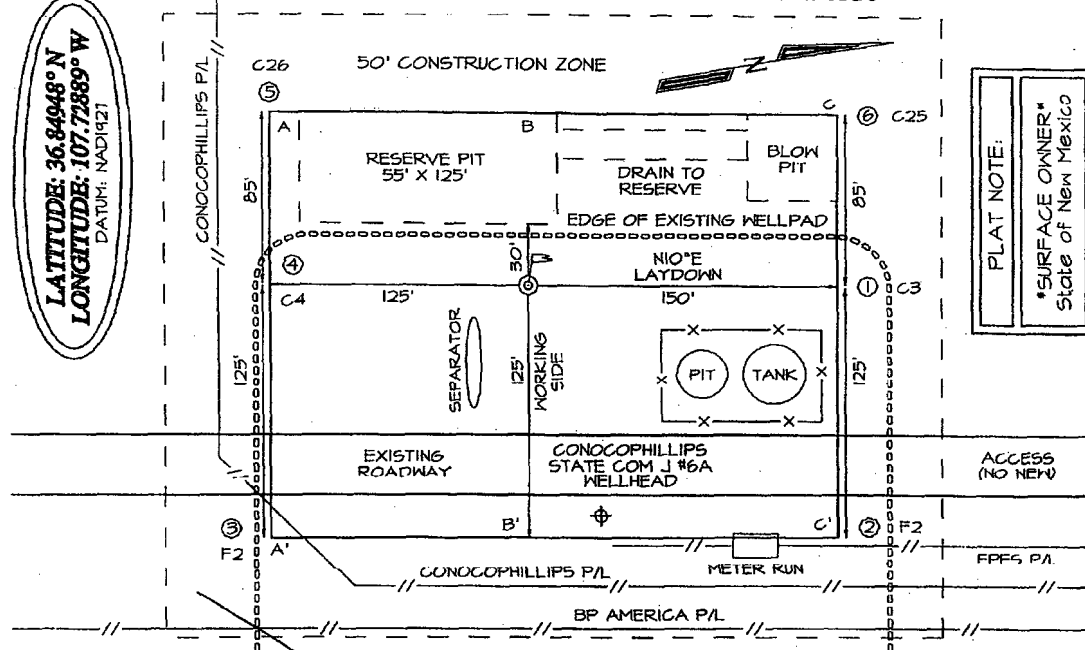 LATITUDE: 36.84948° N
LONGITUDE: 107.72889° W
DATUM: NAD1927
CONOCOPHILLIPS P/L
C26
50' CONSTRUCTION ZONE
N
5
A
B
C
6
C25
RESERVE PIT
55' X 125'
DRAIN TO
RESERVE
BLOW
PIT
85'
85'
EDGE OF EXISTING WELLPAD
PLAT NOTE:
*SURFACE OWNER*
State of New Mexico
4
30'
N10°E
LAYDOWN
C4
125'
150'
1
C3
125'
SEPARATOR
125'
WORKING
SIDE
PIT
TANK
125'
EXISTING
ROADWAY
CONOCOPHILLIPS
STATE COM J #6A
WELLHEAD
ACCESS
(NO NEW)
3
F2
A'
B'
C'
2
F2
CONOCOPHILLIPS P/L
METER RUN
EPFS P/L
BP AMERICA P/L